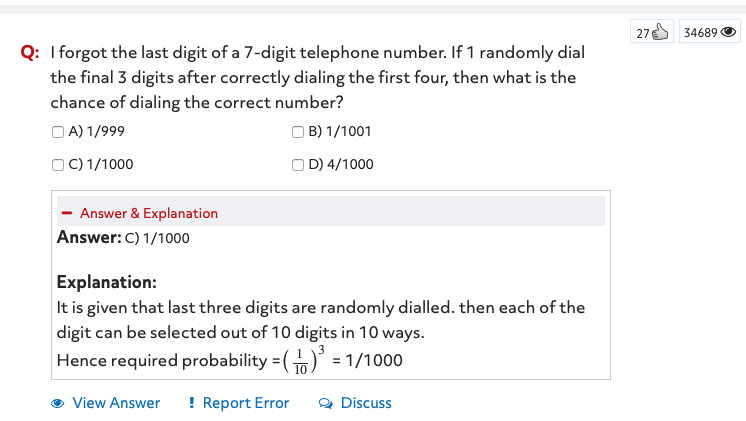 27
34689
Q: I forgot the last digit of a 7-digit telephone number. If 1 randomly dial
the final 3 digits after correctly dialing the first four, then what is the
chance of dialing the correct number?
A) 1/999 B) 1/1001
C) 1/1000 D) 4/1000
− Answer & Explanation
Answer: C) 1/1000
Explanation:
It is given that last three digits are randomly dialled. then each of the
digit can be selected out of 10 digits in 10 ways.
Hence required probability =(1/10)³ = 1/1000
View Answer ! Report Error Discuss